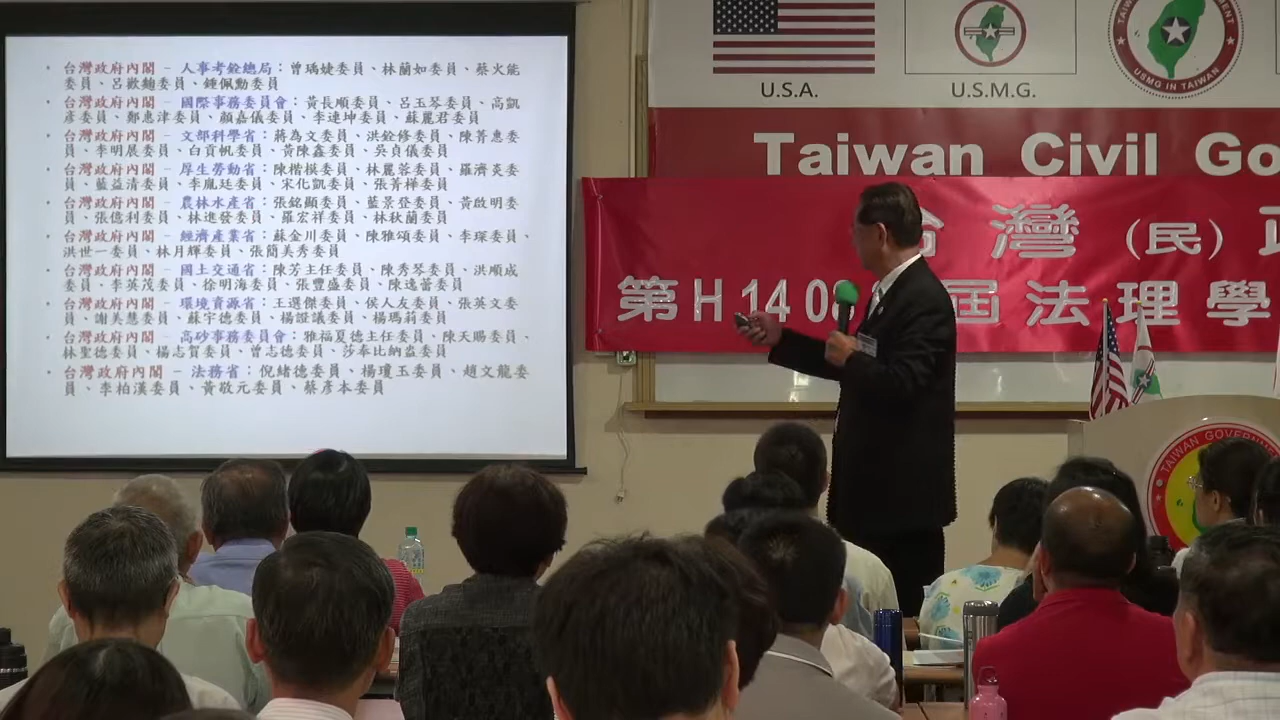 • 台灣政府內閣 – 人事考銓總局：曾瑀婕委員、林蘭如委員、蔡火能
委員、呂歡麵委員、鍾佩勳委員
• 台灣政府內閣 – 國際事務委員會：黃長順委員、呂玉琴委員、高凱
彥委員、鄭惠津委員、顏嘉儀委員、李連坤委員、蘇麗君委員
• 台灣政府內閣 – 文部科學省：蔣為文委員、洪銓修委員、陳菁惠委
員、李明展委員、白貢帆委員、黃陳鑫委員、吳貞儀委員
• 台灣政府內閣 – 厚生勞動省：陳楷模委員、林麗蓉委員、羅濟炎委
員、藍益清委員、李胤廷委員、宋化凱委員、張菁樺委員
• 台灣政府內閣 – 農林水產省：張銘顯委員、藍景登委員、黃啟明委
員、張億利委員、林進發委員、羅宏祥委員、林秋蘭委員
• 台灣政府內閣 – 經濟產業省：蘇金川委員、陳雅頌委員、李琛委員、
洪世一委員、林月輝委員、張簡美秀委員
• 台灣政府內閣 – 國土交通省：陳芳主任委員、陳秀琴委員、洪順成
委員、李英茂委員、徐明海委員、張豐盛委員、陳逸蕾委員
• 台灣政府內閣 – 環境資源省：王選傑委員、侯人友委員、張英文委
員、謝美慧委員、蘇宇德委員、楊證議委員、楊瑪莉委員
• 台灣政府內閣 – 高砂事務委員會：雅福夏德主任委員、陳天賜委員、
林聖德委員、楊志賀委員、曾志德委員、莎奉比納盎委員
• 台灣政府內閣 – 法務省：倪緒德委員、楊瓊玉委員、趙文龍委
員、李柏漢委員、黃敬元委員、蔡彥本委員
U.S.A.
U.S.M.G.
USMG IN TAIWAN
Taiwan Civil Go
台灣（民）政
第H 14 0 屆法理學
TAIWAN GOVERNME